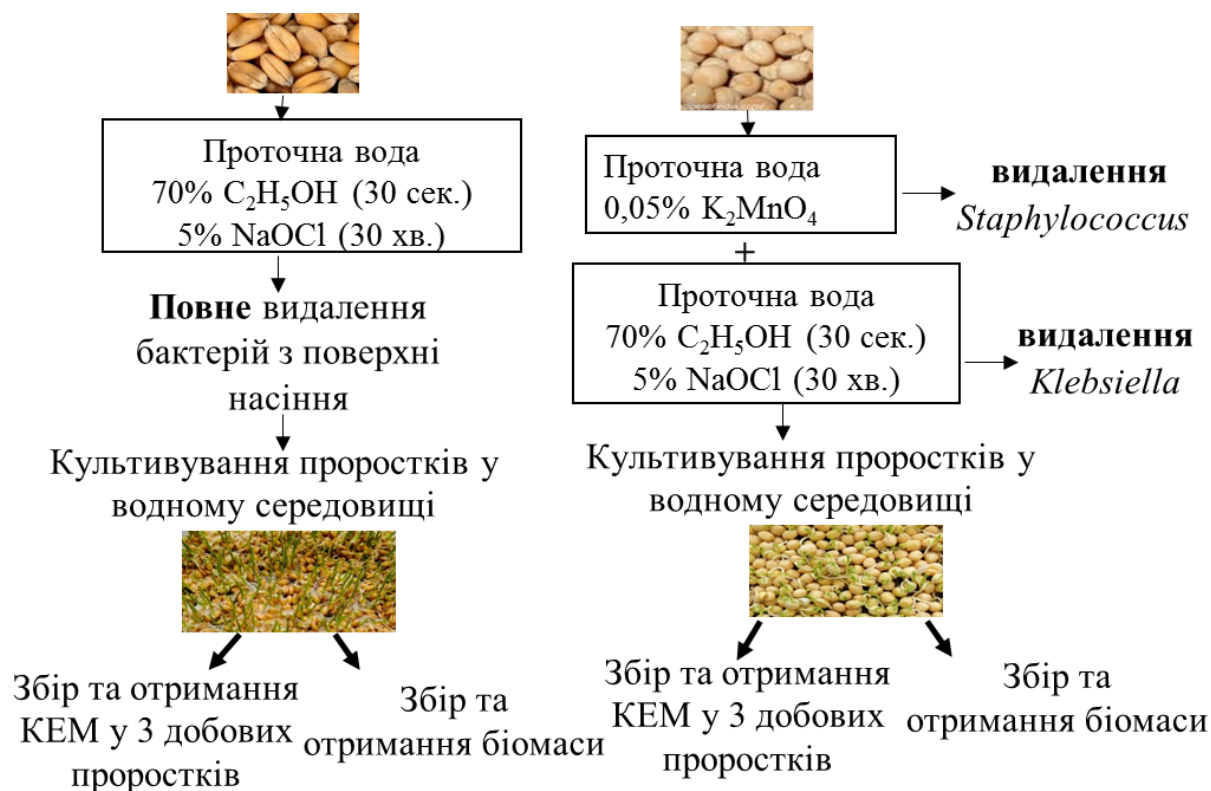 Проточна вода
70% C₂H₅OH (30 сек.)
5% NaOCl (30 хв.)
Повне видалення
бактерій з поверхні
насіння
Культивування проростків у
водному середовищі
Збір та отримання
КЕМ у 3 добових
проростків
Збір та
отримання біомаси
Проточна вода
0,05% K₂MnO₄
видалення
Staphylococcus
+
Проточна вода
70% C₂H₅OH (30 сек.)
5% NaOCl (30 хв.)
видалення
Klebsiella
Культивування проростків у
водному середовищі
Збір та отримання
КЕМ у 3 добових
проростків
Збір та
отримання біомаси